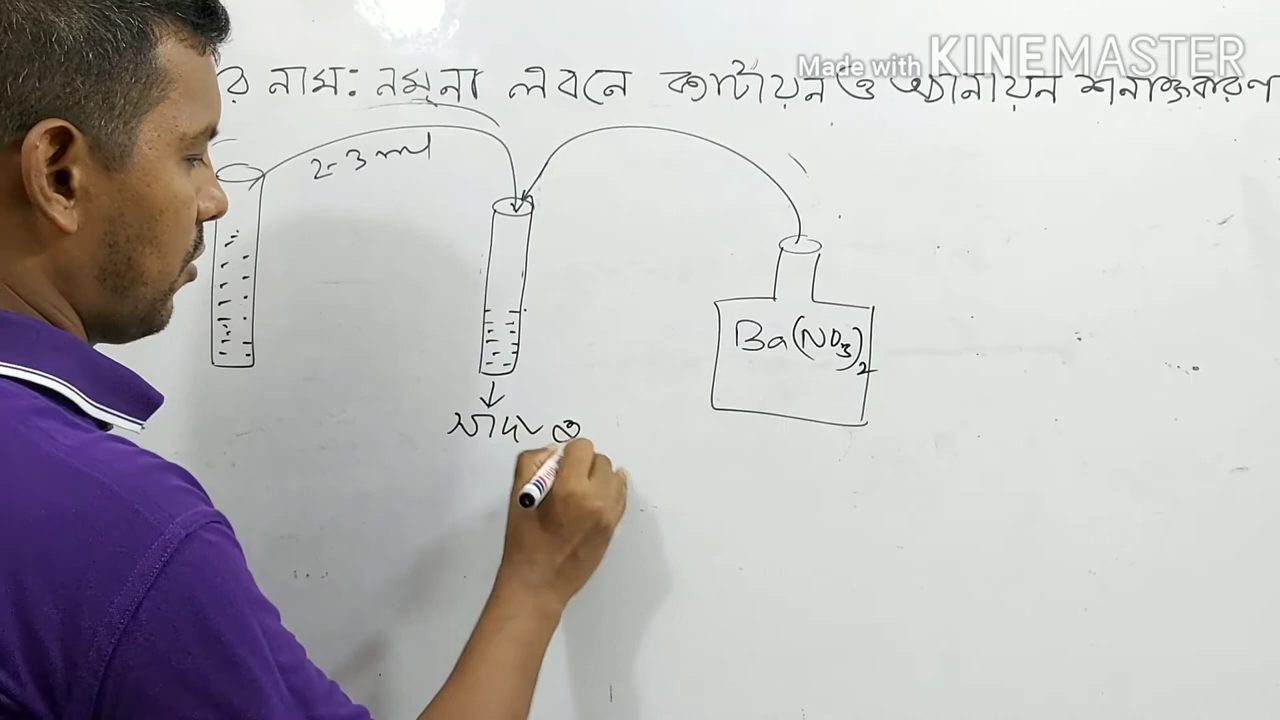 Made with KINEMASTER
র নাম: নমুনা লবনে ক্যাটায়ন ও অ্যানায়ন শনাক্তকরণ
2-3 ml
Ba(NO3)2
সাদা